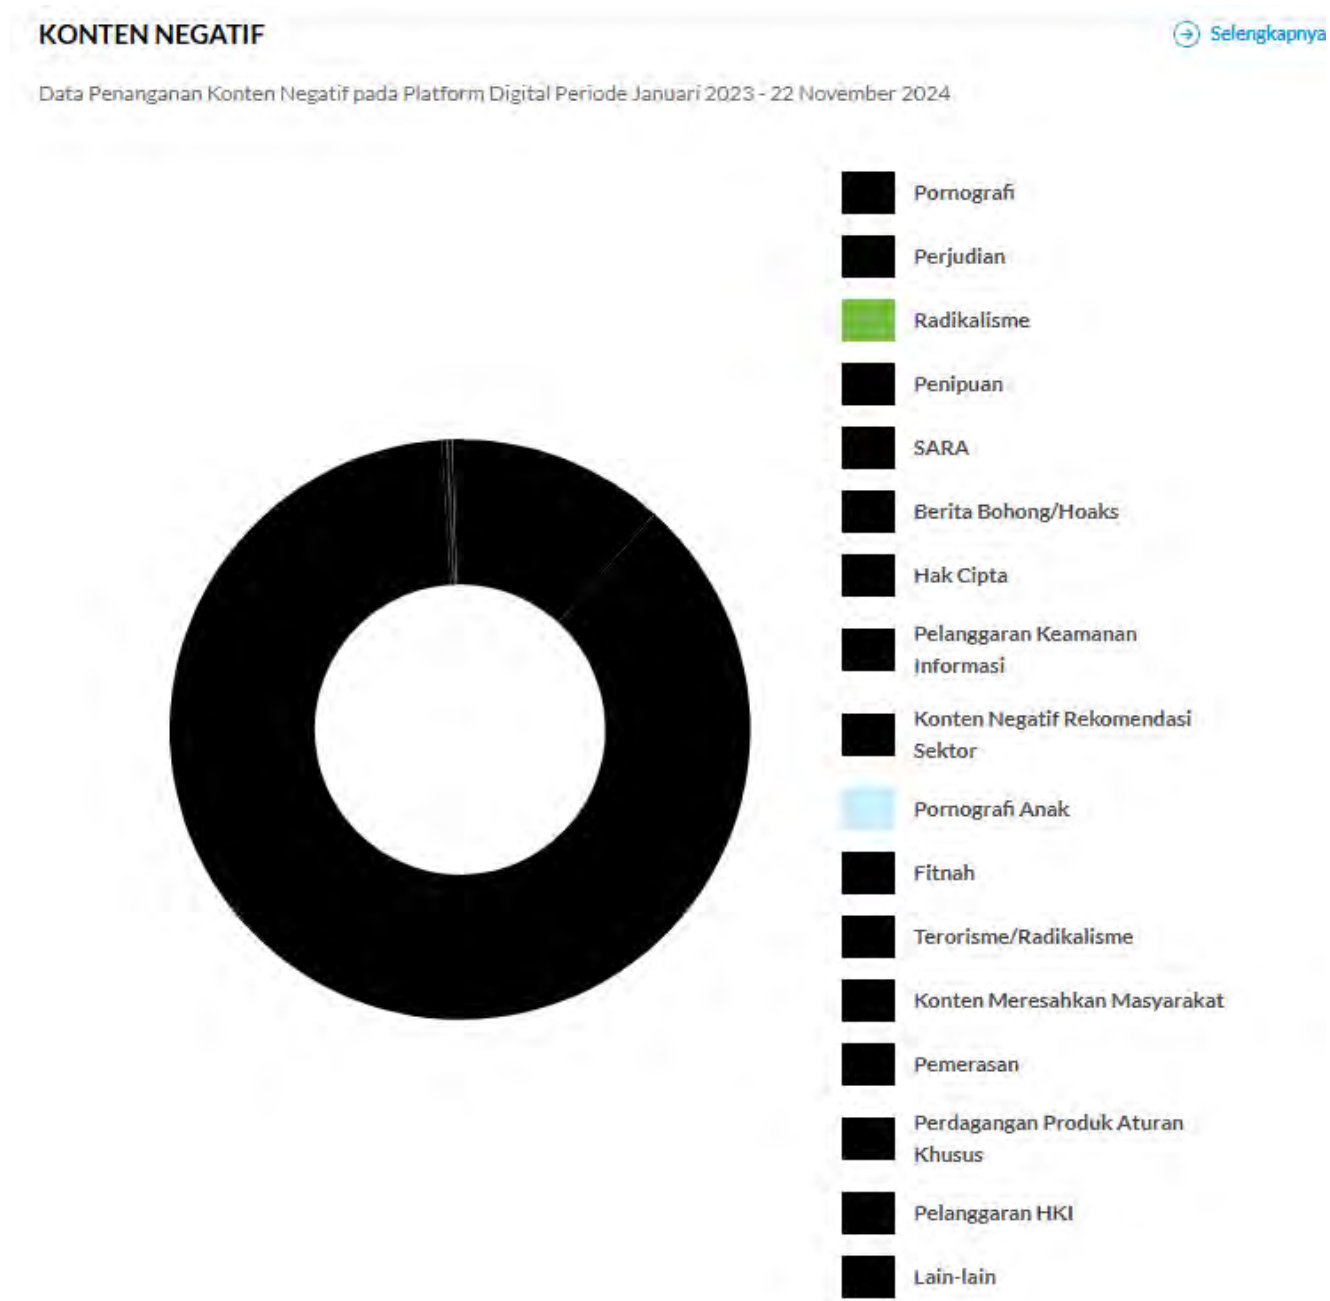 KONTEN NEGATIF
Selengkapnya
Data Penanganan Konten Negatif pada Platform Digital Periode Januari 2023 - 22 November 2024
Pornografi
Perjudian
Radikalisme
Penipuan
SARA
Berita Bohong/Hoaks
Hak Cipta
Pelanggaran Keamanan
Informasi
Konten Negatif Rekomendasi
Sektor
Pornografi Anak
Fitnah
Terorisme/Radikalisme
Konten Meresahkan Masyarakat
Pemerasan
Perdagangan Produk Aturan
Khusus
Pelanggaran HKI
Lain-lain